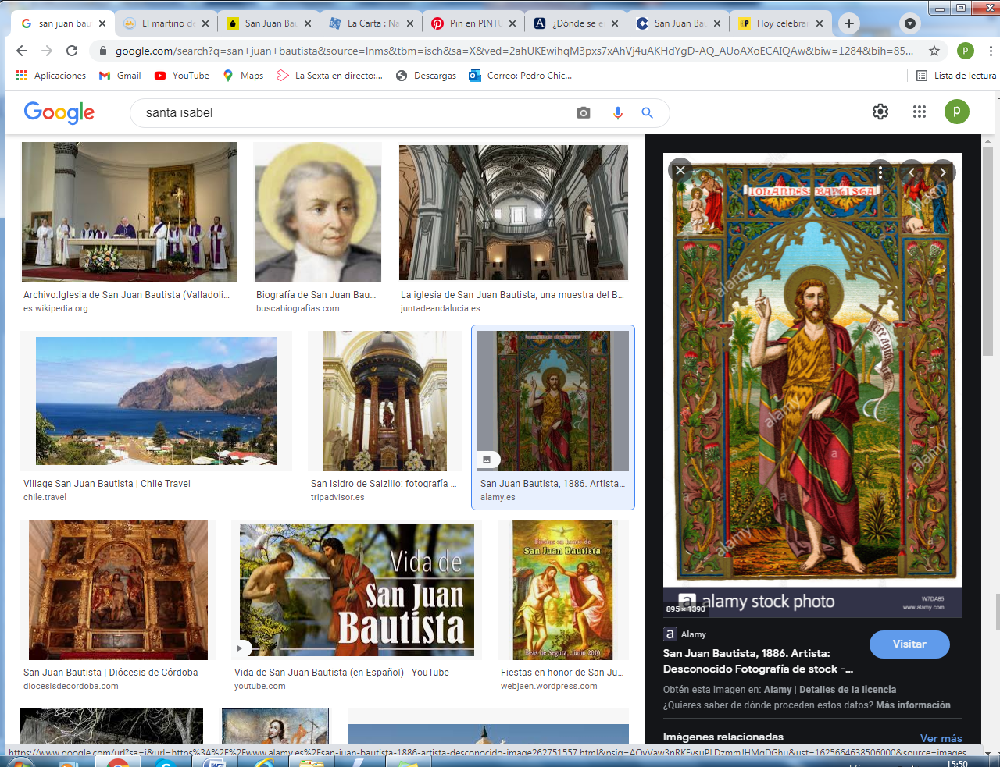 san juan bau
El martirio de
San Juan Bau
La Carta : Na
Pin en PINTU
¿Dónde se e
San Juan Bau
Hoy celebran
google.com/search?q=san+juan+bautista&source=lnms&tbm=isch&sa=X&ved=2ahUKEwihqM3pxs7xAhVj4uAKHdYgD-AQ_AUoAXoECAIQAw&biw=1284&bih=85...
p
Aplicaciones
Gmail
YouTube
Maps
La Sexta en directo:...
Descargas
Correo: Pedro Chic...
Lista de lectura
Google
santa isabel
p
Archivo:Iglesia de San Juan Bautista (Valladoli...
es.wikipedia.org
Biografía de San Juan Bau...
buscabiografias.com
La iglesia de San Juan Bautista, una muestra del B...
juntadeandalucia.es
Village San Juan Bautista | Chile Travel
chile.travel
San Isidro de Salzillo: fotografía ...
tripadvisor.es
San Juan Bautista, 1886. Artista...
alamy.es
Vida de
San Juan
Bautista
Fiestas en honor de
San Juan Bautista
Beas de Segura, Junio 2010
San Juan Bautista | Diócesis de Córdoba
diocesisdecordoba.com
Vida de San Juan Bautista (en Español) - YouTube
youtube.com
Fiestas en honor de San Ju...
webjaen.wordpress.com
IOHANNAS BAPTISTA
alamy
alamy
alamy
alamy
a alamy stock photo
W7DA85
www.alamy.com
895 × 1390
a Alamy
San Juan Bautista, 1886. Artista:
Desconocido Fotografía de stock -...
Visitar
Obtén esta imagen en: Alamy | Detalles de la licencia
¿Quieres saber de dónde proceden estos datos? Más información
Imágenes relacionadas
Ver más
https://www.google.com/url?sa=i&url=https%3A%2F%2Fwww.alamy.es%2Fsan-juan-bautista-1886-artista-desconocido-image262751557.html&psig=AOvVaw3nRKEvsuPLDzmmJHMqDGhu&ust=1625664638506000&source=images
ES
15:50